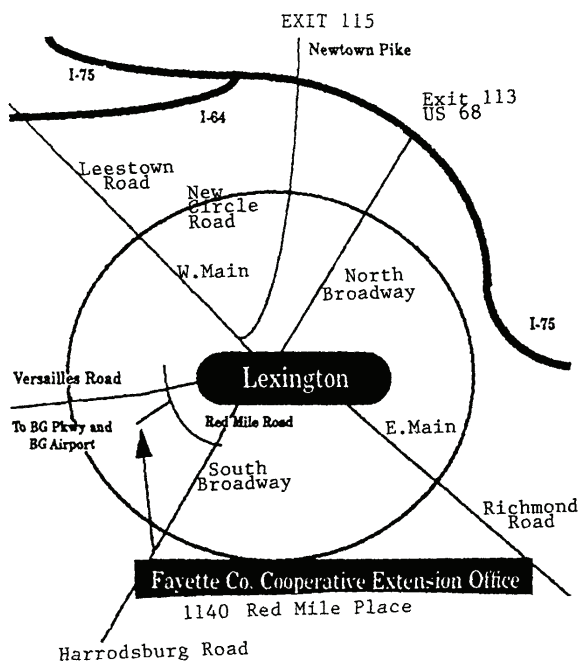 EXIT 115
Newtown Pike
I-75
Exit 113
US 68
I-64
Leestown
Road
New
Circle
Road
W.Main
North
Broadway
I-75
Lexington
Versailles Road
To BG Pkwy and
BG Airport
Red Mile Road
E.Main
South
Broadway
Richmond
Road
Fayette Co. Cooperative Extension Office
1140 Red Mile Place
Harrodsburg Road